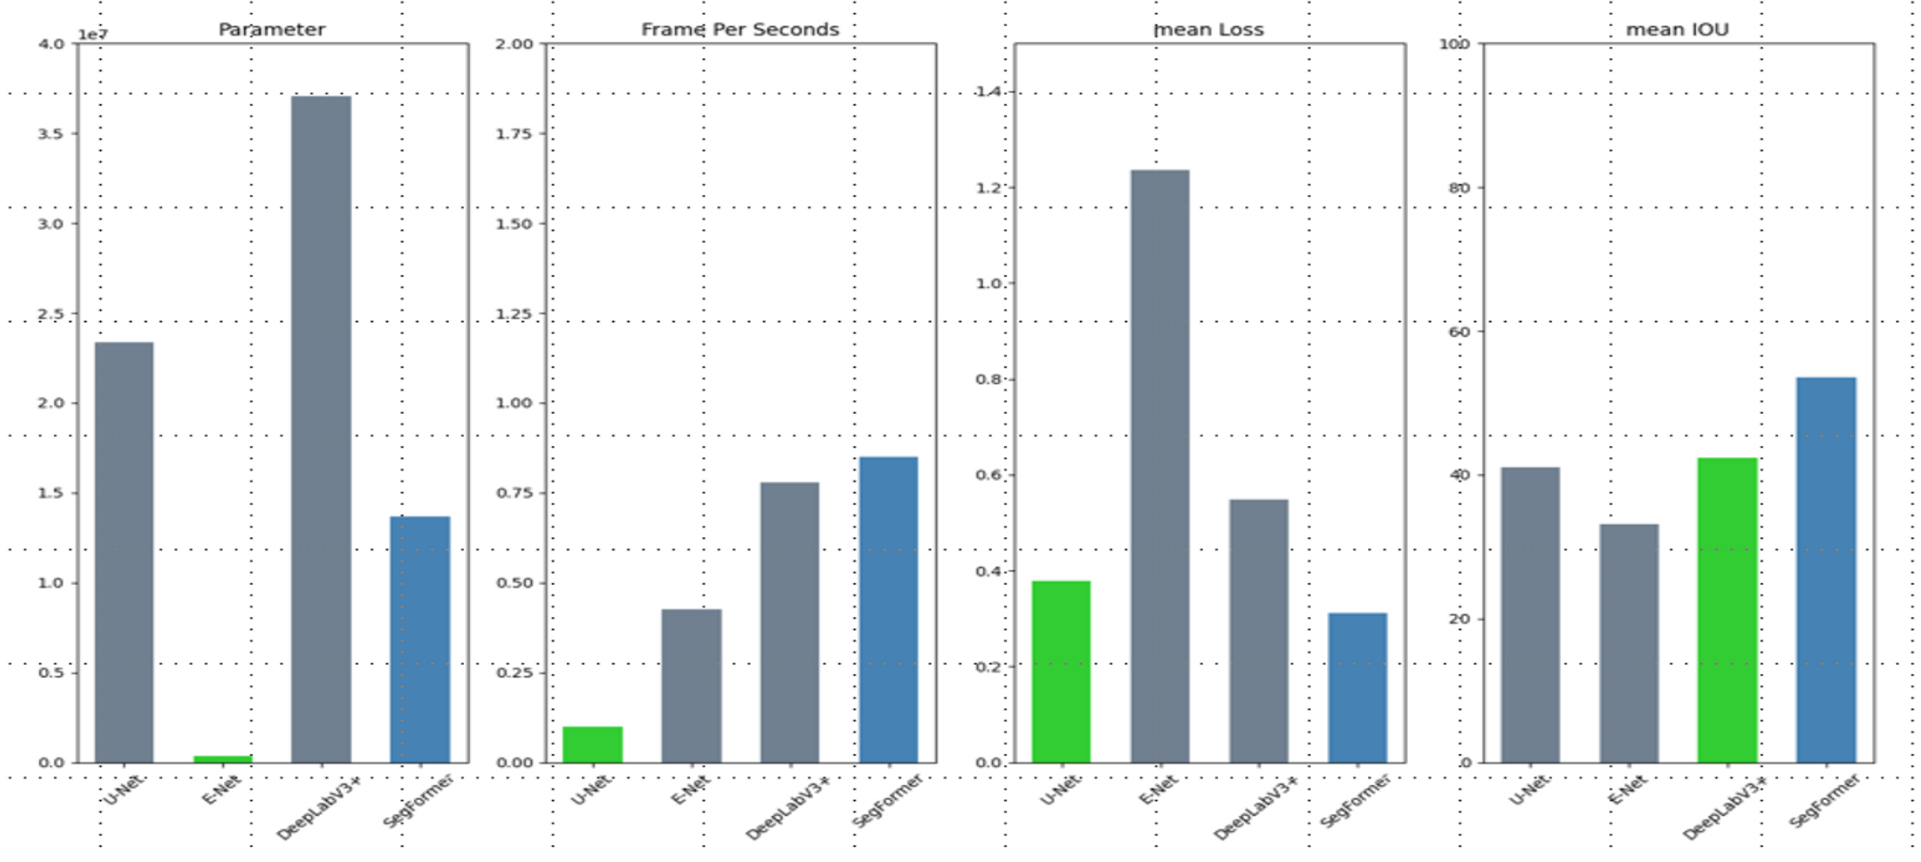 Parameter
1e7
4.0
3.5
3.0
2.5
2.0
1.5
1.0
0.5
0.0
U-Net
E-Net
DeepLabV3+
SegFormer
Frame Per Seconds
2.00
1.75
1.50
1.25
1.00
0.75
0.50
0.25
0.00
U-Net
E-Net
DeepLabV3+
SegFormer
mean Loss
1.4
1.2
1.0
0.8
0.6
0.4
0.2
0.0
U-Net
E-Net
DeepLabV3+
SegFormer
mean IOU
100
80
60
40
20
0
U-Net
E-Net
DeepLabV3+
SegFormer